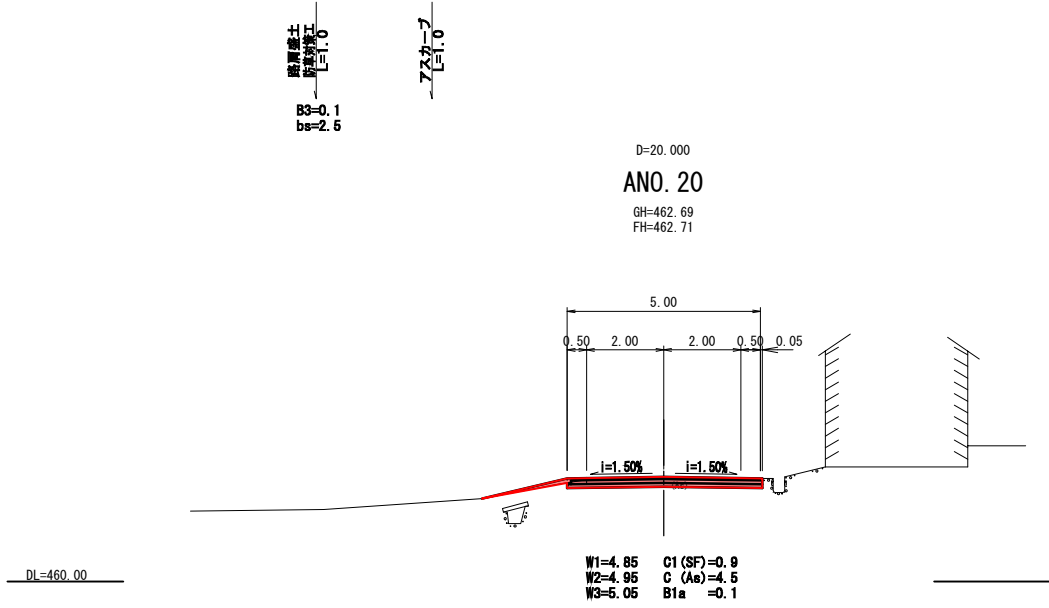 路肩盛土
防草対策工
L=1.0
アスカーブ
L=1.0
B3=0.1
bs=2.5
D=20.000
ANO.20
GH=462.69
FH=462.71
5.00
0.50 2.00 2.00 0.50 0.05
i=1.50% i=1.50%
W1=4.85 C1(SF)=0.9
W2=4.95 C (As)=4.5
W3=5.05 B1a =0.1
DL=460.00